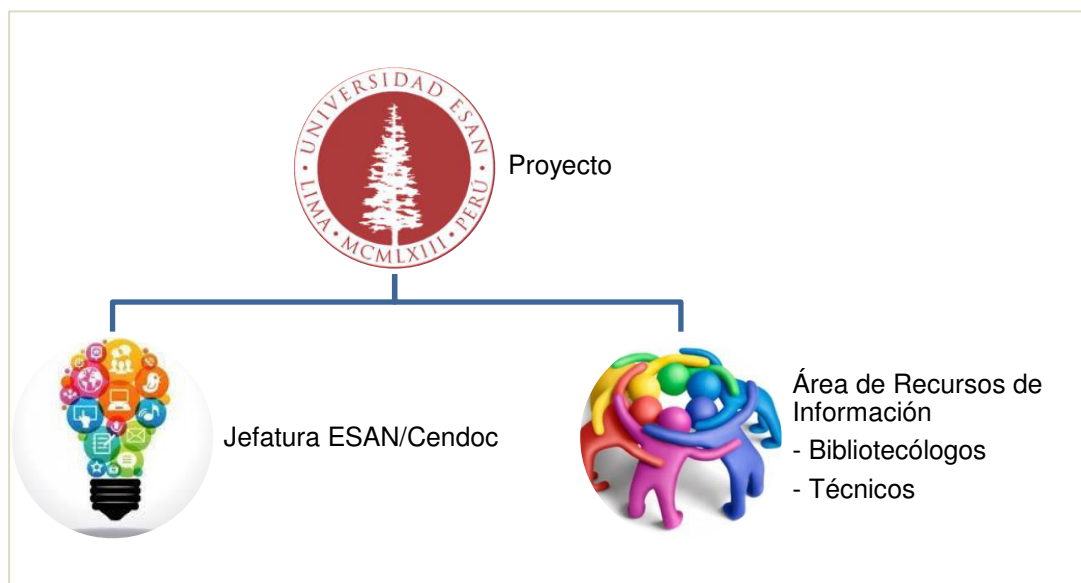 UNIVERSIDAD ESAN
LIMA • MCMLXIII • PERÚ
Proyecto
Jefatura ESAN/Cendoc
Área de Recursos de
Información
- Bibliotecólogos
- Técnicos